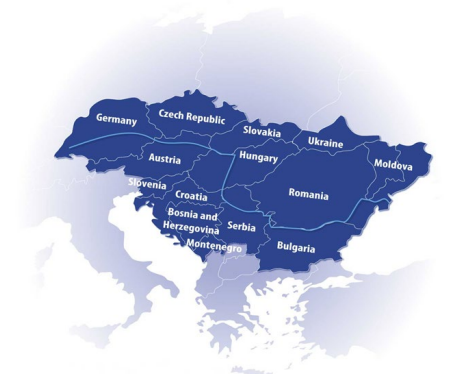 Germany
Czech Republic
Slovakia
Ukraine
Moldova
Austria
Hungary
Slovenia
Croatia
Romania
Bosnia and
Herzegovina
Serbia
Montenegro
Bulgaria